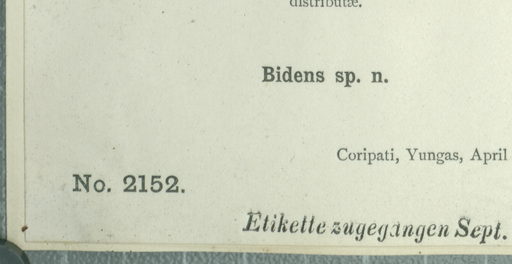 distributæ.
Bidens sp. n.
Coripati, Yungas, April
No. 2152.
Etikette zugegangen Sept.